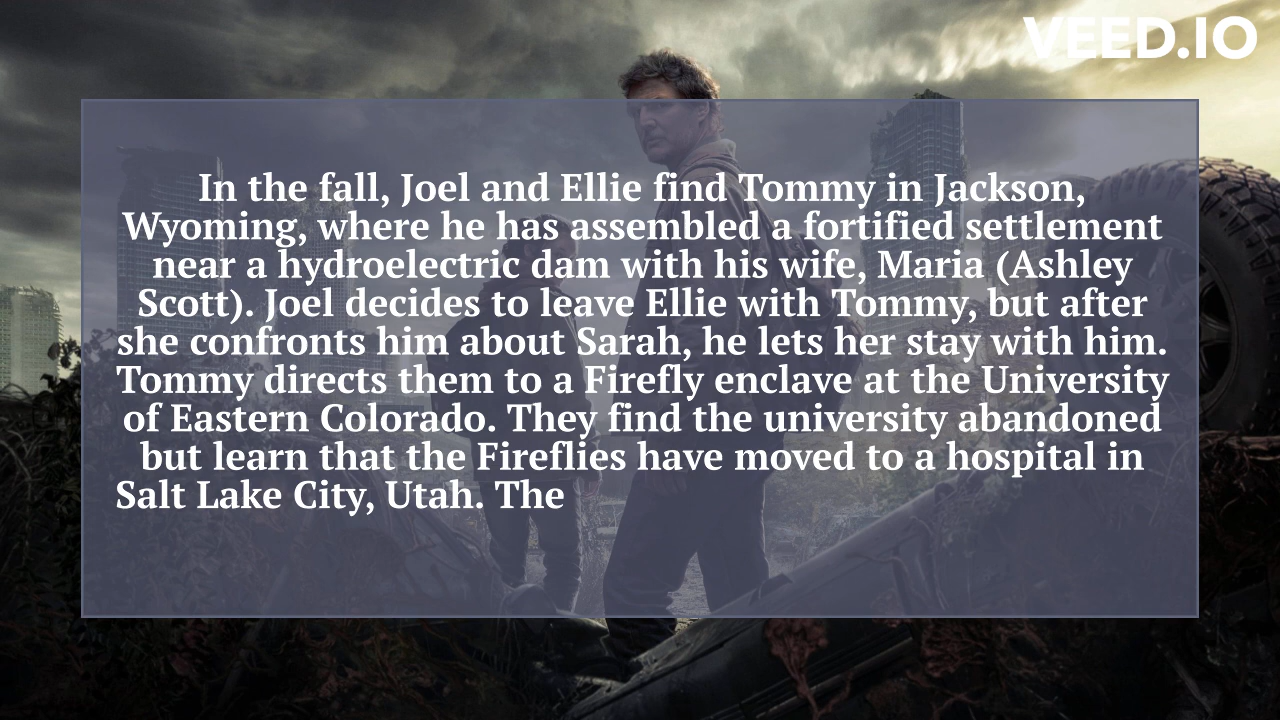 VEED.IO
In the fall, Joel and Ellie find Tommy in Jackson,
Wyoming, where he has assembled a fortified settlement
near a hydroelectric dam with his wife, Maria (Ashley
Scott). Joel decides to leave Ellie with Tommy, but after
she confronts him about Sarah, he lets her stay with him.
Tommy directs them to a Firefly enclave at the University
of Eastern Colorado. They find the university abandoned
but learn that the Fireflies have moved to a hospital in
Salt Lake City, Utah. The